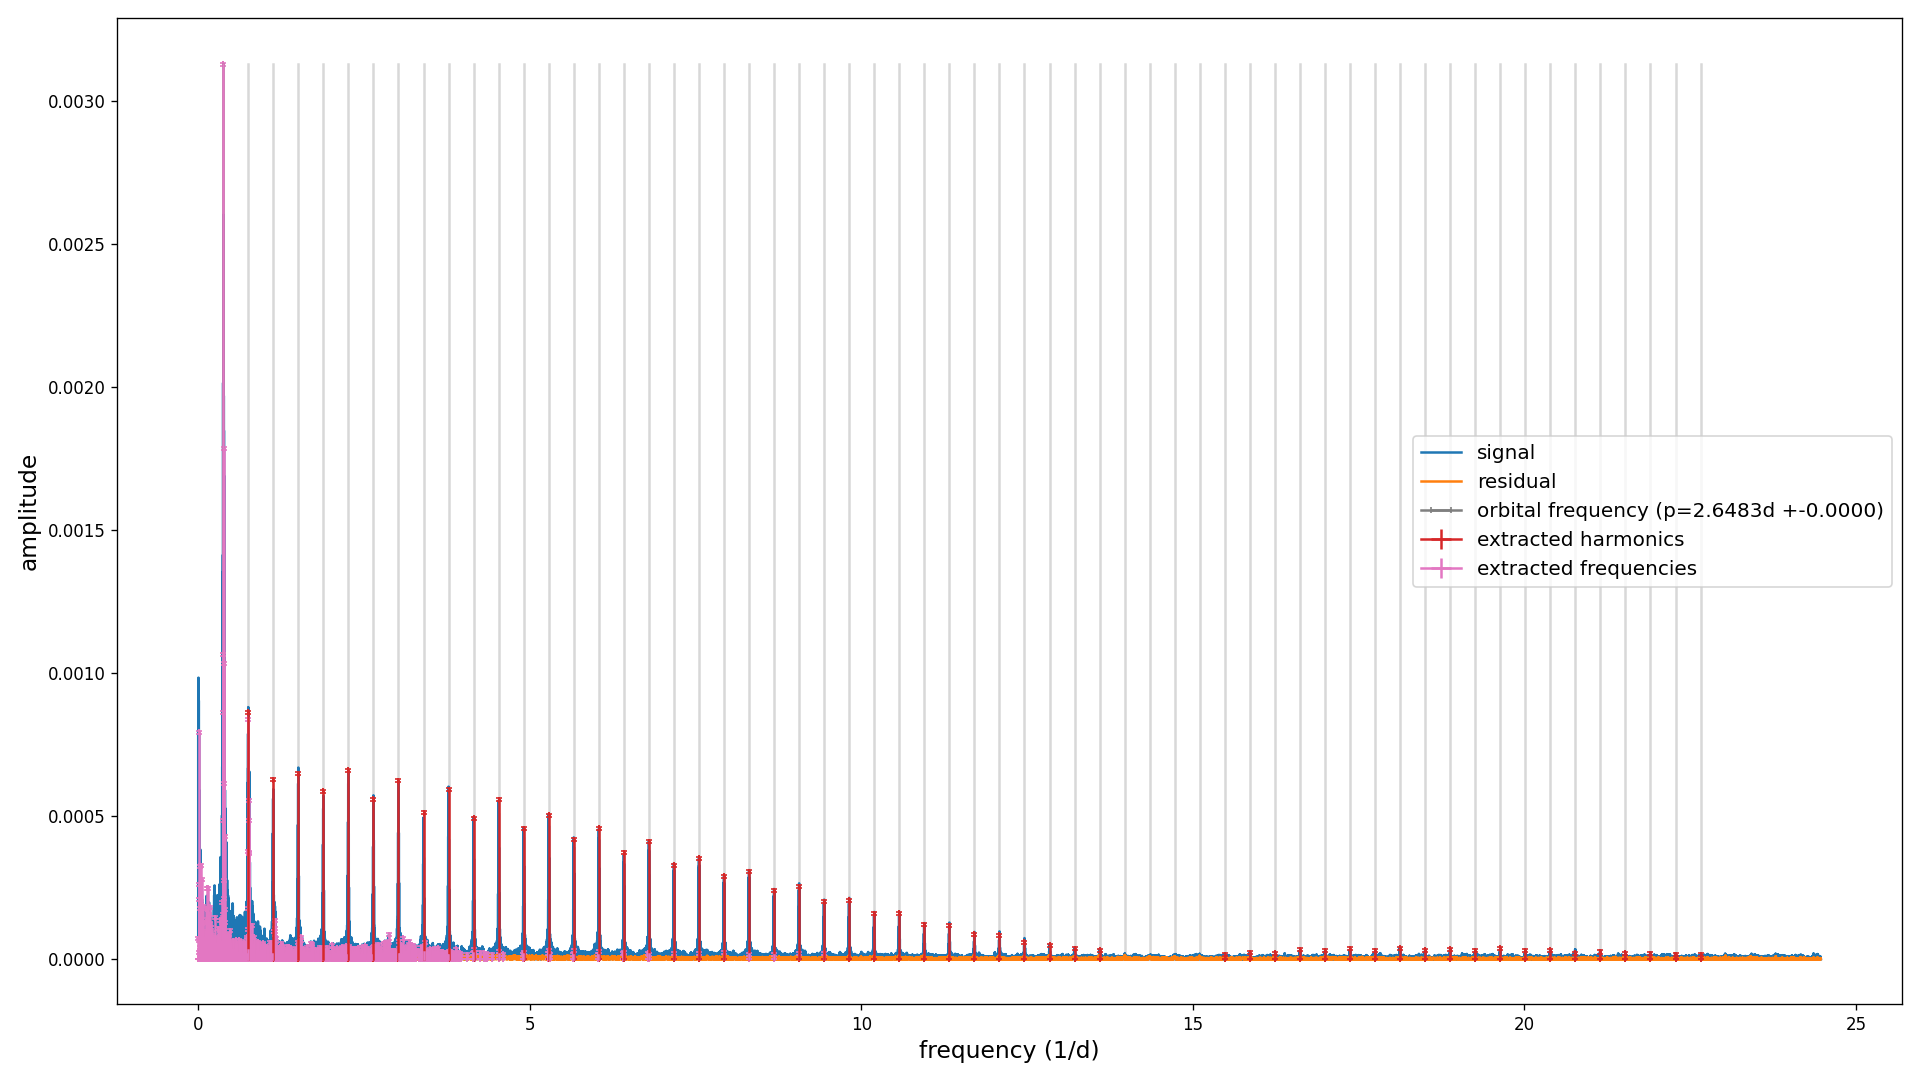 0.0030
0.0025
0.0020
0.0015
0.0010
0.0005
0.0000
amplitude
signal
residual
orbital frequency (p=2.6483d +-0.0000)
extracted harmonics
extracted frequencies
0 5 10 15 20 25
frequency (1/d)